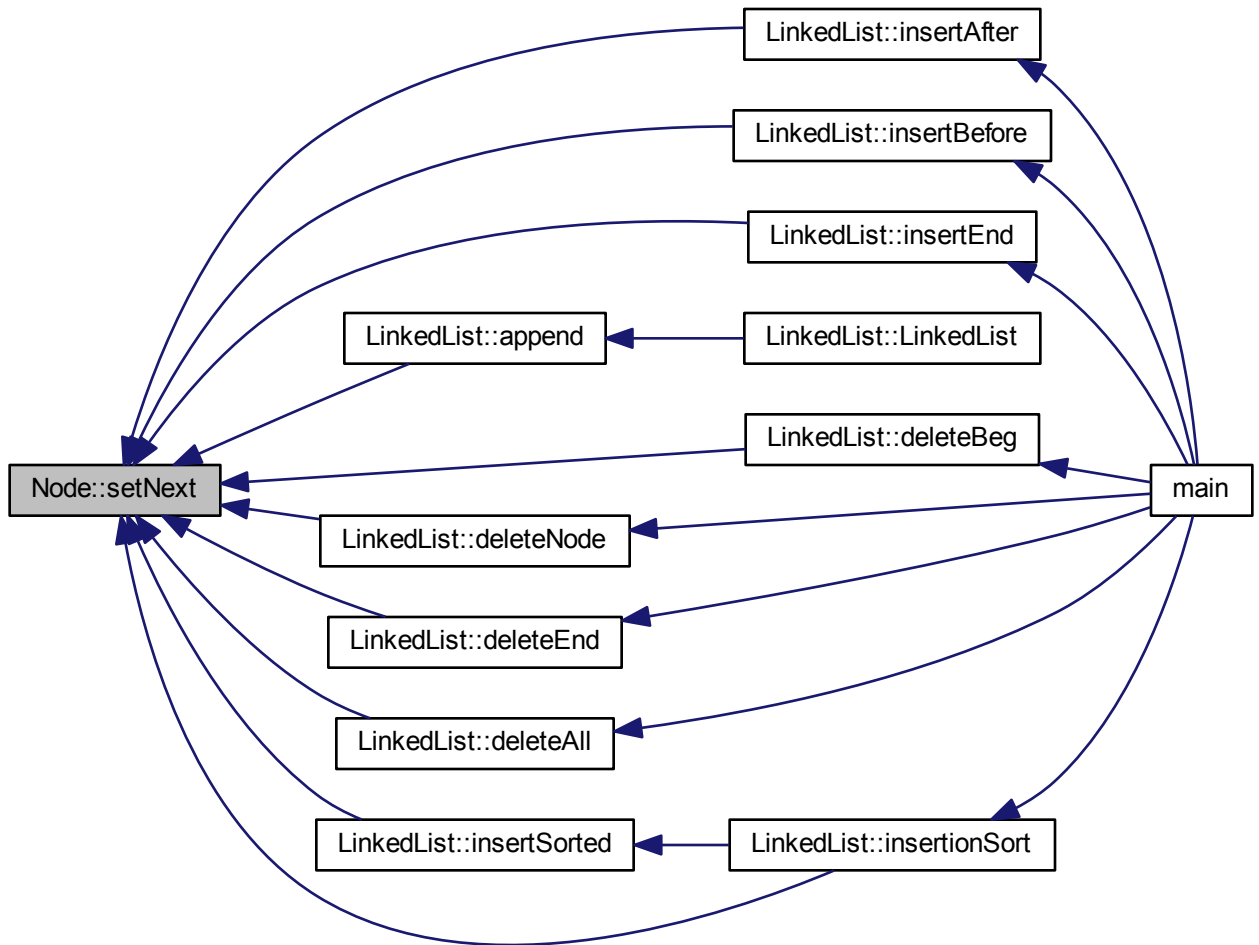 LinkedList::insertAfter
LinkedList::insertBefore
LinkedList::insertEnd
LinkedList::append
LinkedList::LinkedList
LinkedList::deleteBeg
Node::setNext
main
LinkedList::deleteNode
LinkedList::deleteEnd
LinkedList::deleteAll
LinkedList::insertSorted
LinkedList::insertionSort